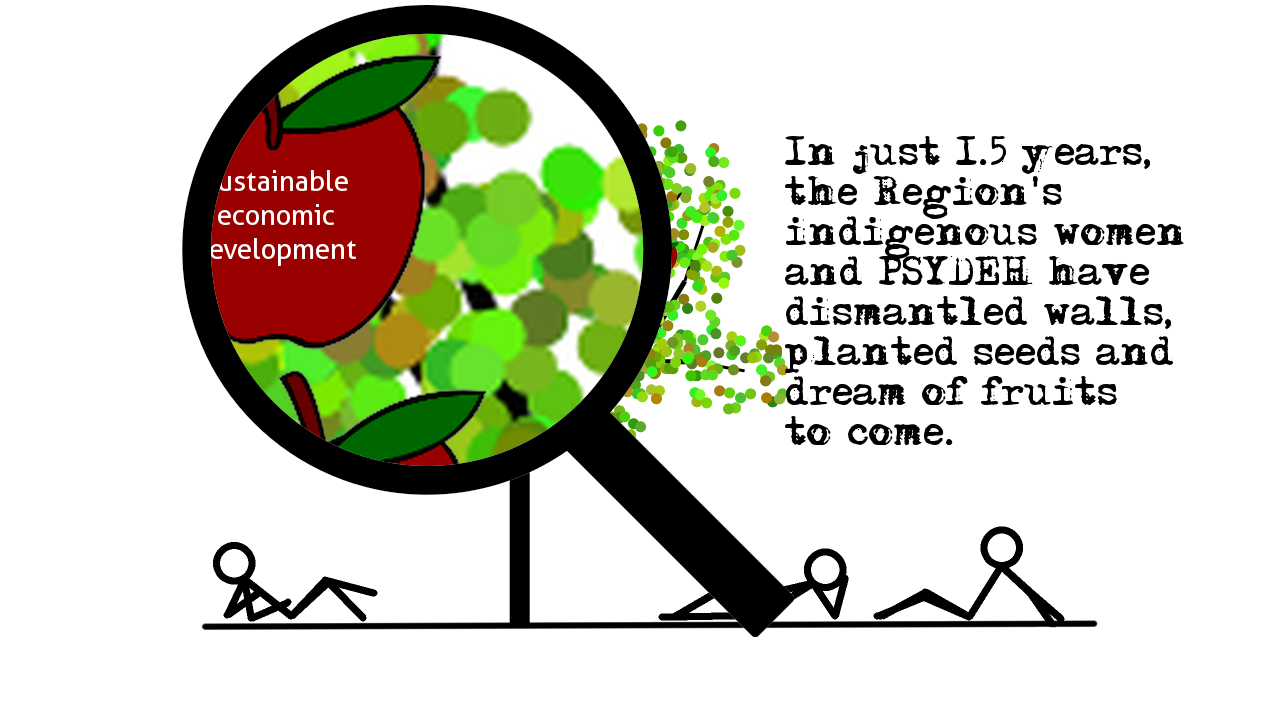 ustainable
economic
evelopment
In just 1.5 years,
the Region's
indigenous women
and PSYDEH have
dismantled walls,
planted seeds and
dream of fruits
to come.